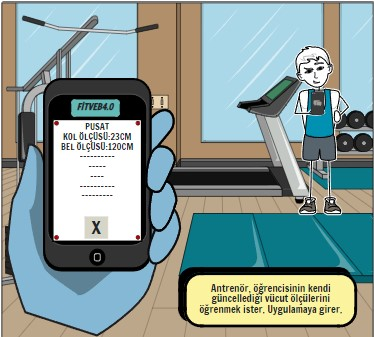 FİTVEB4.0
PUSAT
KOL ÖLÇÜSÜ:23CM
BEL ÖLÇÜSÜ:120CM
----------
-----
----
----------
---------
X
Antrenör, öğrencisinin kendi
güncellediği vücut ölçülerini
öğrenmek ister. Uygulamaya girer.